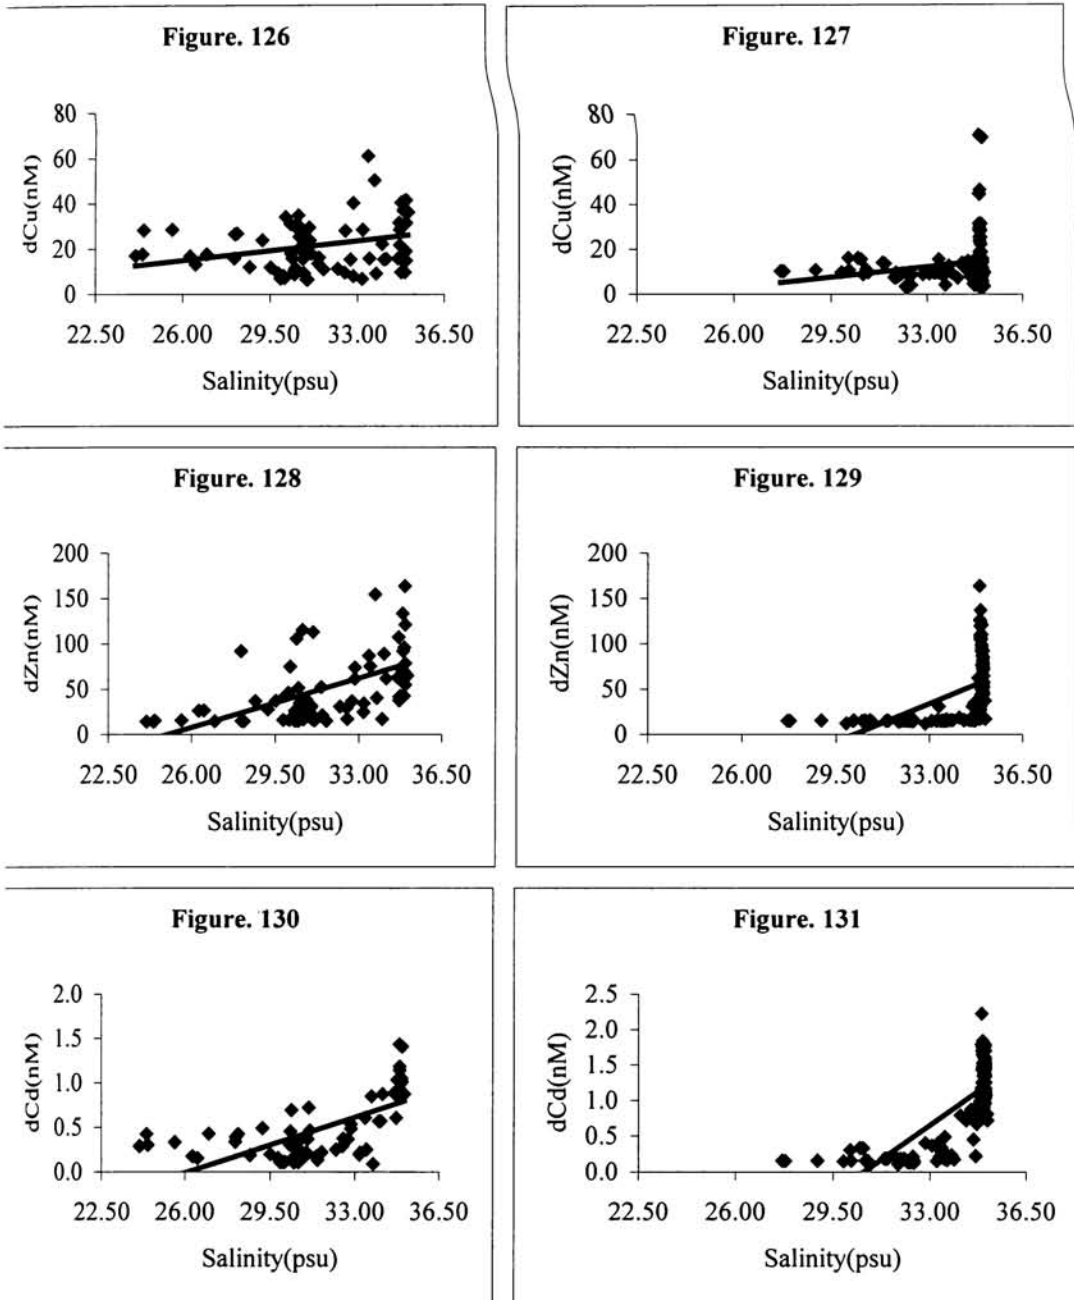 Figure. 126
80
60
40
20
0
dCu(nM)
22.50 26.00 29.50 33.00 36.50
Salinity(psu)
Figure. 127
80
60
40
20
0
dCu(nM)
22.50 26.00 29.50 33.00 36.50
Salinity(psu)
Figure. 128
200
150
100
50
0
dZn(nM)
22.50 26.00 29.50 33.00 36.50
Salinity(psu)
Figure. 129
200
150
100
50
0
dZn(nM)
22.50 26.00 29.50 33.00 36.50
Salinity(psu)
Figure. 130
2.0
1.5
1.0
0.5
0.0
dCd(nM)
22.50 26.00 29.50 33.00 36.50
Salinity(psu)
Figure. 131
2.5
2.0
1.5
1.0
0.5
0.0
dCd(nM)
22.50 26.00 29.50 33.00 36.50
Salinity(psu)